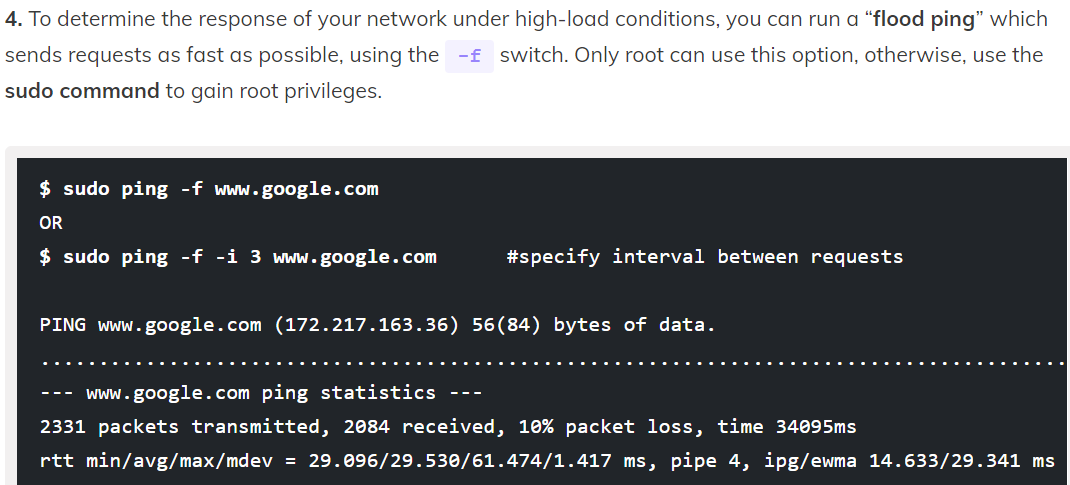 4. To determine the response of your network under high-load conditions, you can run a “flood ping” which
sends requests as fast as possible, using the -f switch. Only root can use this option, otherwise, use the
sudo command to gain root privileges.
$ sudo ping -f www.google.com
OR
$ sudo ping -f -i 3 www.google.com #specify interval between requests
PING www.google.com (172.217.163.36) 56(84) bytes of data.
........................................................................................
--- www.google.com ping statistics ---
2331 packets transmitted, 2084 received, 10% packet loss, time 34095ms
rtt min/avg/max/mdev = 29.096/29.530/61.474/1.417 ms, pipe 4, ipg/ewma 14.633/29.341 ms